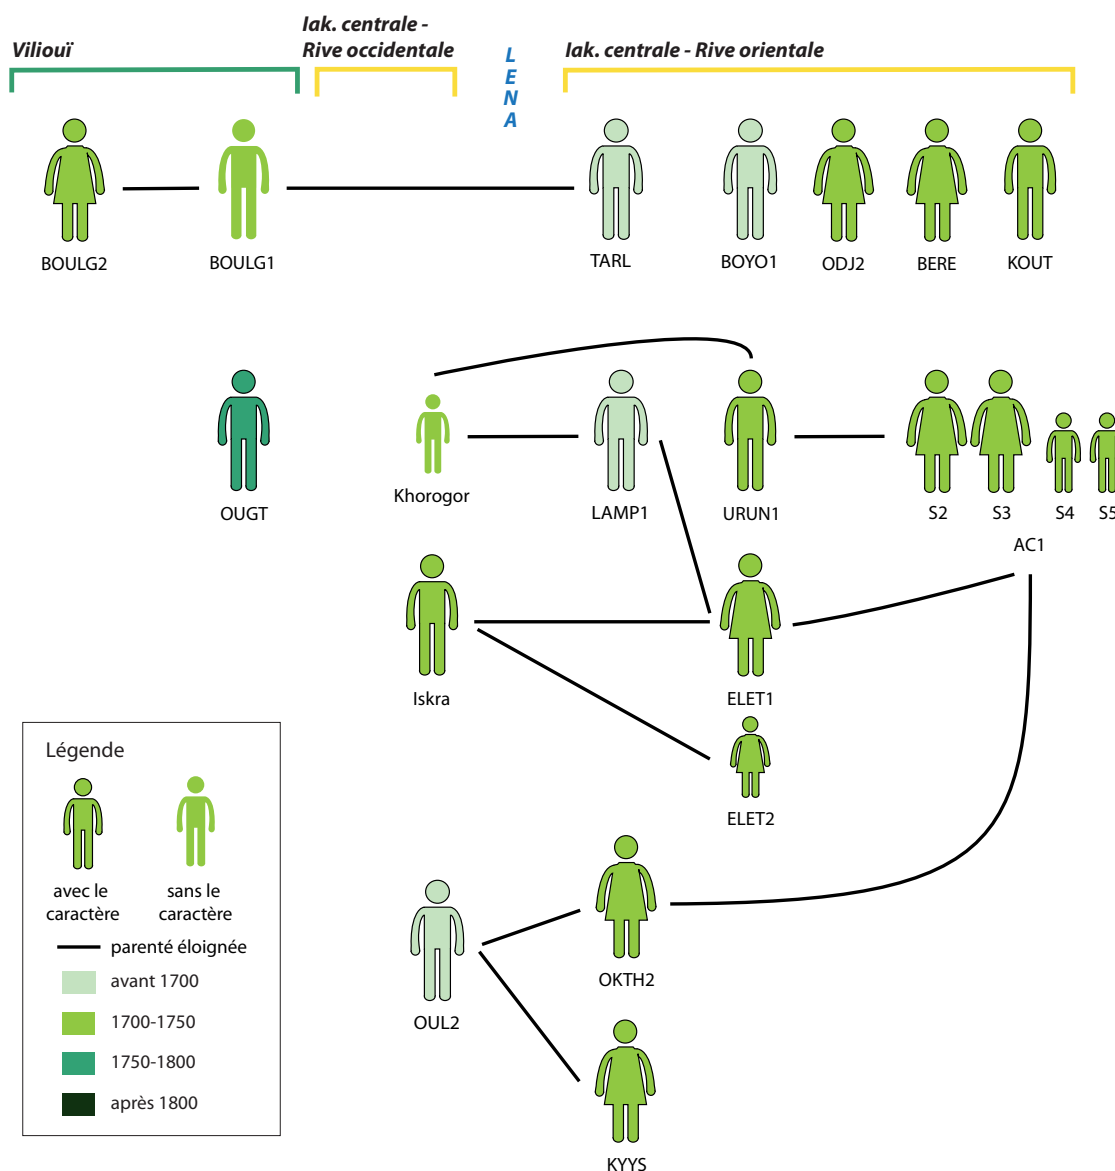 Viliouï
Iak. centrale -
Rive occidentale
L
E
N
A
Iak. centrale - Rive orientale
BOULG2
BOULG1
TARL
BOYO1
ODJ2
BERE
KOUT
OUGT
Khorogor
LAMP1
URUN1
S2
S3
S4
S5
AC1
Iskra
ELET1
ELET2
OUL2
OKTH2
KYYS
Légende
avec le
caractère
sans le
caractère
parenté éloignée
avant 1700
1700-1750
1750-1800
après 1800